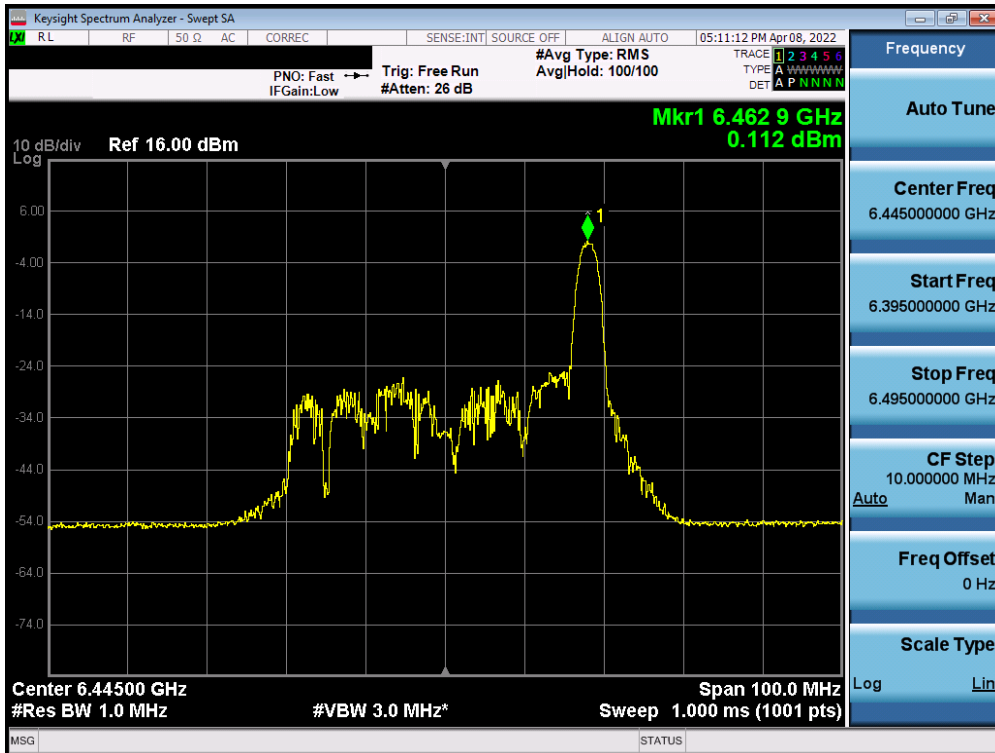 Keysight Spectrum Analyzer - Swept SA
LXI RL RF 50 Ω AC CORREC SENSE:INT SOURCE OFF ALIGN AUTO 05:11:12 PM Apr 08, 2022
PNO: Fast
IFGain:Low
Trig: Free Run
#Atten: 26 dB
#Avg Type: RMS
Avg|Hold: 100/100
TRACE 1 2 3 4 5 6
TYPE A WWWWW
DET A P N N N N
Mkr1 6.462 9 GHz
0.112 dBm
10 dB/div Ref 16.00 dBm
Log
1
6.00
-4.00
-14.0
-24.0
-34.0
-44.0
-54.0
-64.0
-74.0
Center 6.44500 GHz Span 100.0 MHz
#Res BW 1.0 MHz #VBW 3.0 MHz* Sweep 1.000 ms (1001 pts)
MSG STATUS
Frequency
Auto Tune
Center Freq
6.445000000 GHz
Start Freq
6.395000000 GHz
Stop Freq
6.495000000 GHz
CF Step
10.000000 MHz
Auto Man
Freq Offset
0 Hz
Scale Type
Log Lin